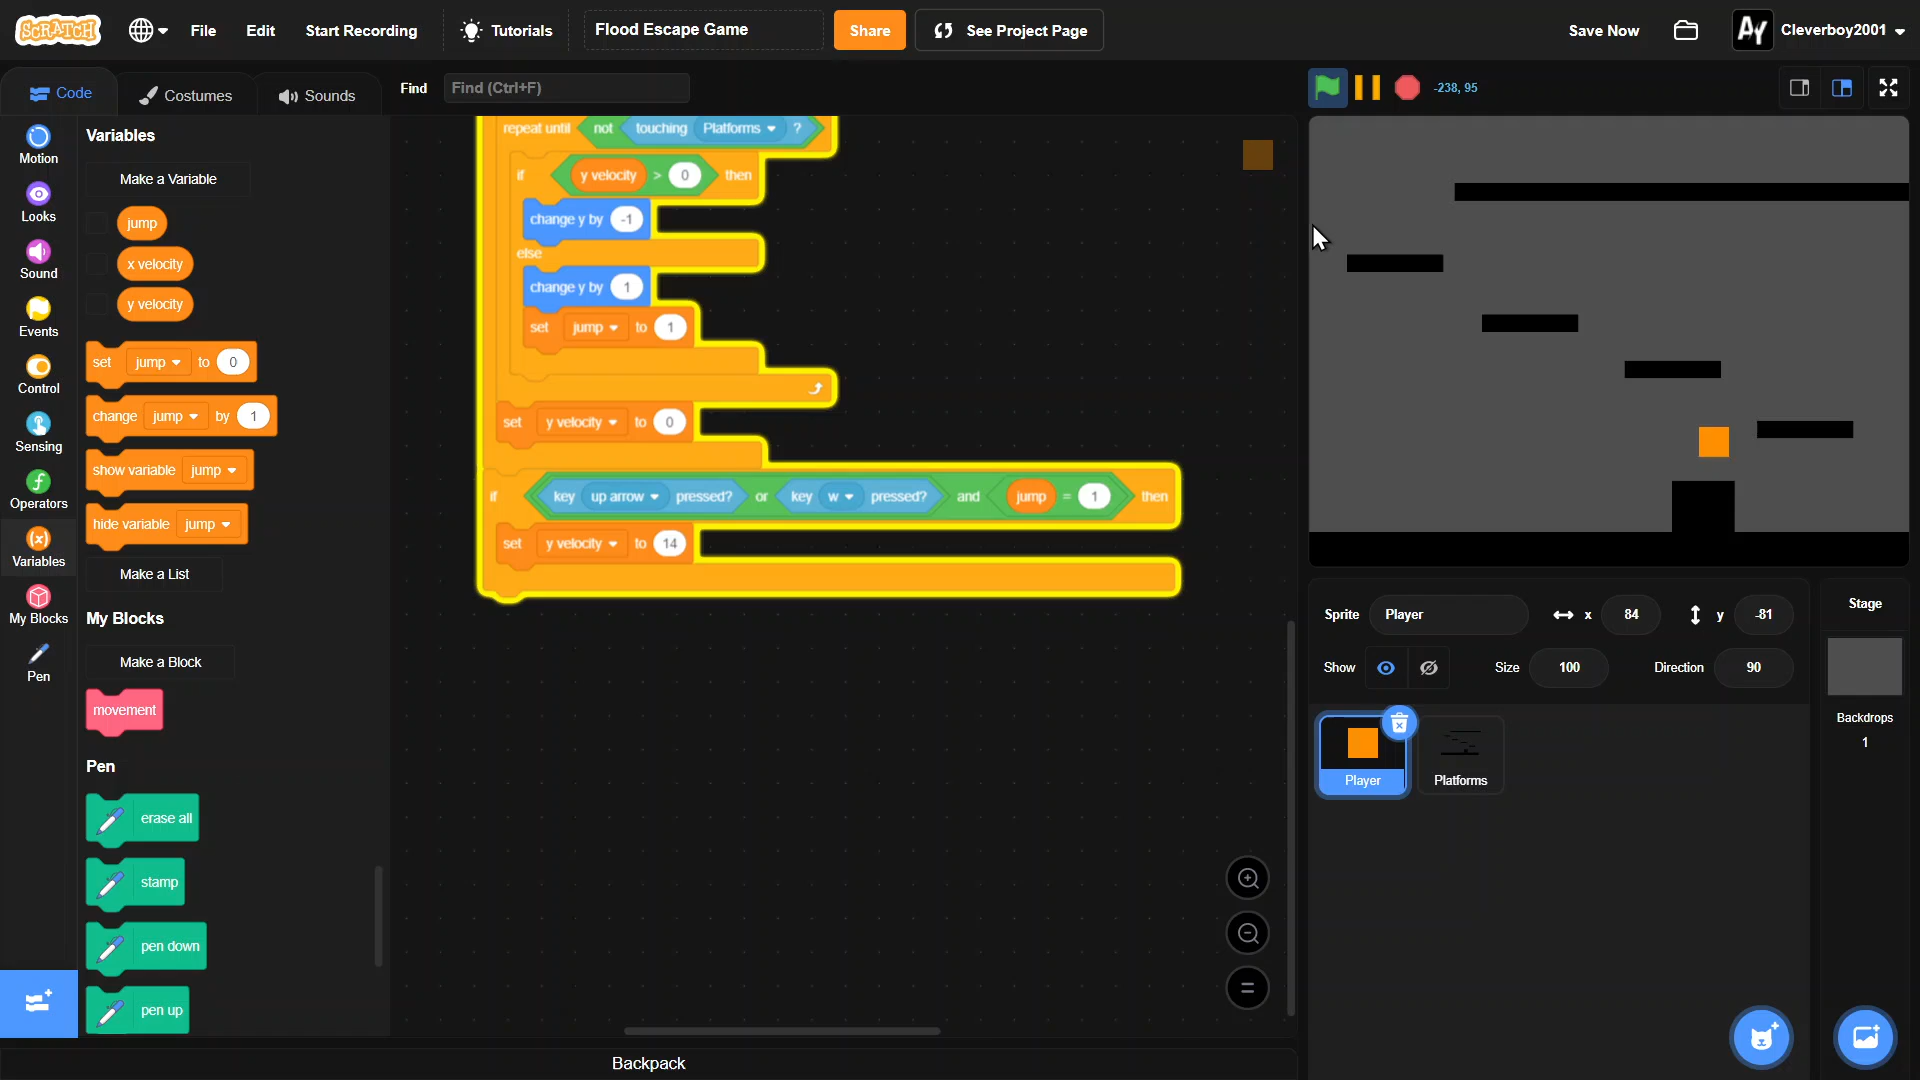 SCRATCH File Edit Start Recording Tutorials Flood Escape Game Share See Project Page Save Now Ay Cleverboy2001
Code Costumes Sounds Find Find (Ctrl+F) -238, 95
Motion
Looks
Sound
Events
Control
Sensing
Operators
Variables
My Blocks
Pen
Variables
Make a Variable
jump
x velocity
y velocity
set jump to 0
change jump by 1
show variable jump
hide variable jump
Make a List
My Blocks
Make a Block
movement
Pen
erase all
stamp
pen down
pen up
repeat until not touching Platforms ?
if y velocity > 0 then
change y by -1
else
change y by 1
set jump to 1
set y velocity to 0
if key up arrow pressed? or key w pressed? and jump = 1 then
set y velocity to 14
=
Sprite Player x 84 y -81
Show Size 100 Direction 90
Player Platforms
Stage
Backdrops
1
Backpack